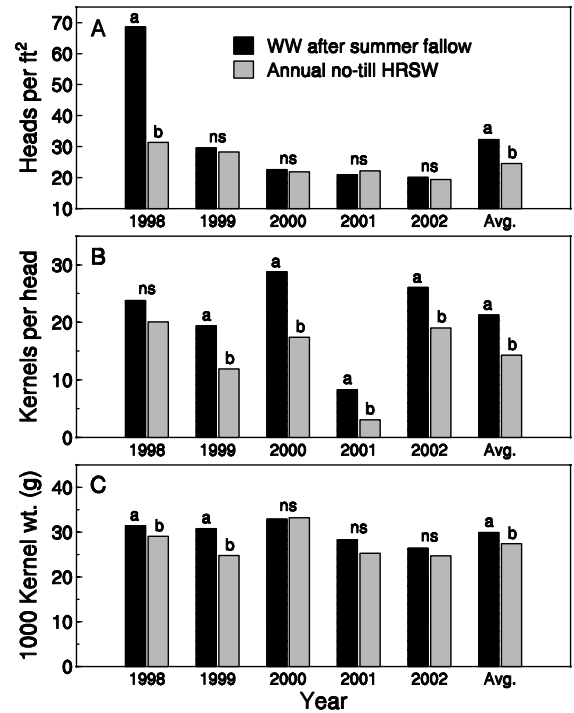 A
WW after summer fallow
Annual no-till HRSW
Heads per ft²
70
60
50
40
30
20
10
a
b
ns
ns
ns
ns
a
b
1998 1999 2000 2001 2002 Avg.
B
Kernels per head
30
20
10
0
ns
a
b
a
b
a
b
a
b
a
b
1998 1999 2000 2001 2002 Avg.
C
1000 Kernel wt. (g)
40
30
20
10
0
a
b
a
b
ns
ns
ns
a
b
1998 1999 2000 2001 2002 Avg.
Year